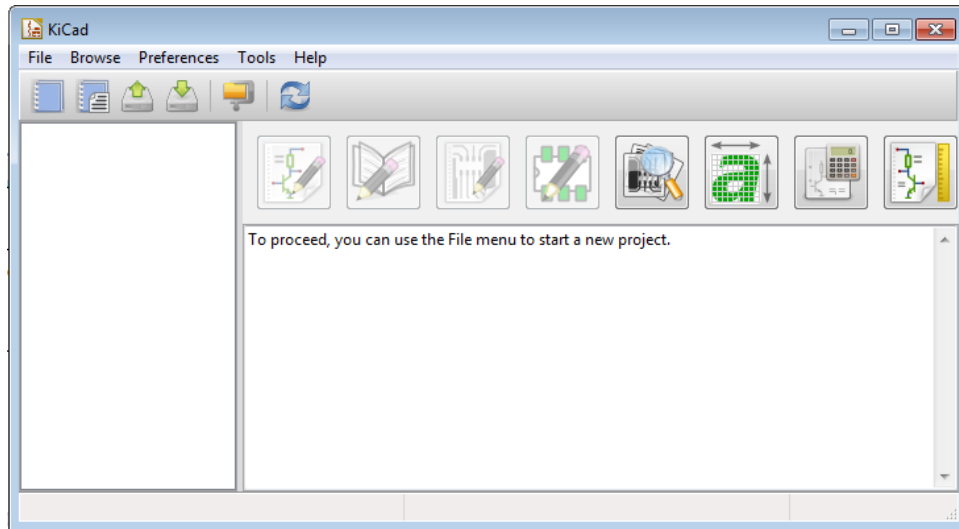 KiCad
File Browse Preferences Tools Help
a
To proceed, you can use the File menu to start a new project.